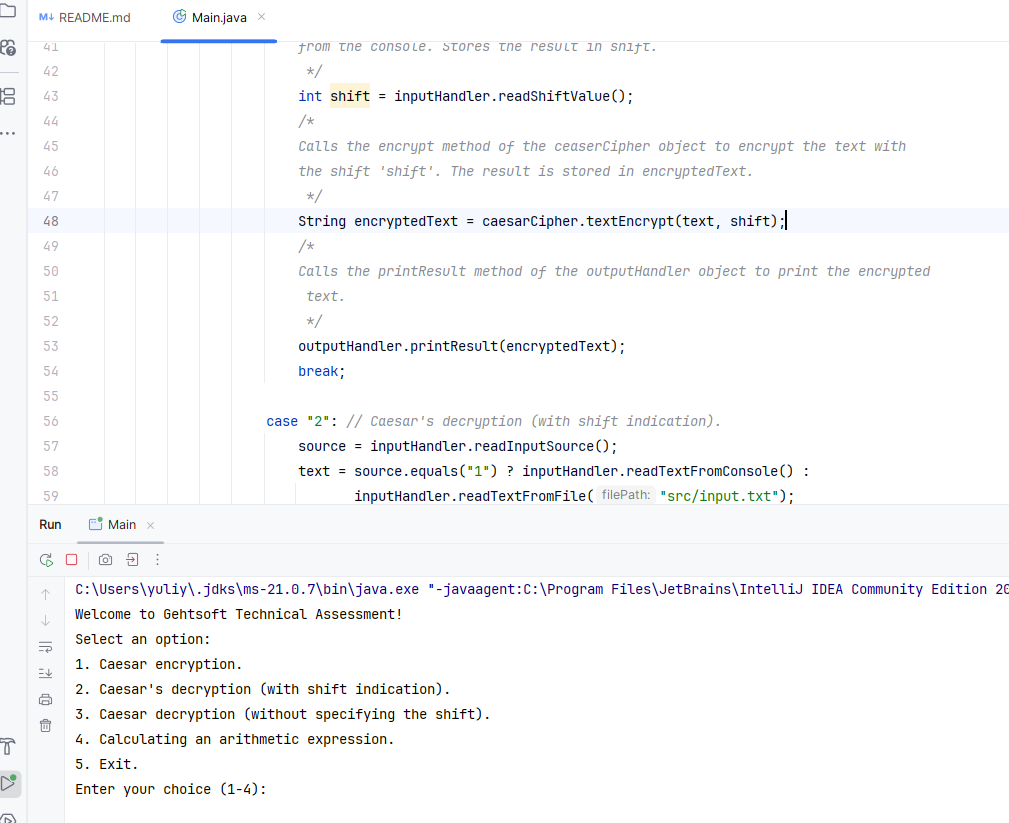 M↓ README.md Main.java
41 from the console. Stores the result in shift.
42 */
43 int shift = inputHandler.readShiftValue();
44 /*
45 Calls the encrypt method of the ceaserCipher object to encrypt the text with
46 the shift 'shift'. The result is stored in encryptedText.
47 */
48 String encryptedText = caesarCipher.textEncrypt(text, shift);
49 /*
50 Calls the printResult method of the outputHandler object to print the encrypted
51 text.
52 */
53 outputHandler.printResult(encryptedText);
54 break;
55
56 case "2": // Caesar's decryption (with shift indication).
57 source = inputHandler.readInputSource();
58 text = source.equals("1") ? inputHandler.readTextFromConsole() :
59 inputHandler.readTextFromFile( filePath: "src/input.txt");
Run Main
C:\Users\yuliy\.jdks\ms-21.0.7\bin\java.exe "-javaagent:C:\Program Files\JetBrains\IntelliJ IDEA Community Edition 20
Welcome to Gehtsoft Technical Assessment!
Select an option:
1. Caesar encryption.
2. Caesar's decryption (with shift indication).
3. Caesar decryption (without specifying the shift).
4. Calculating an arithmetic expression.
5. Exit.
Enter your choice (1-4):